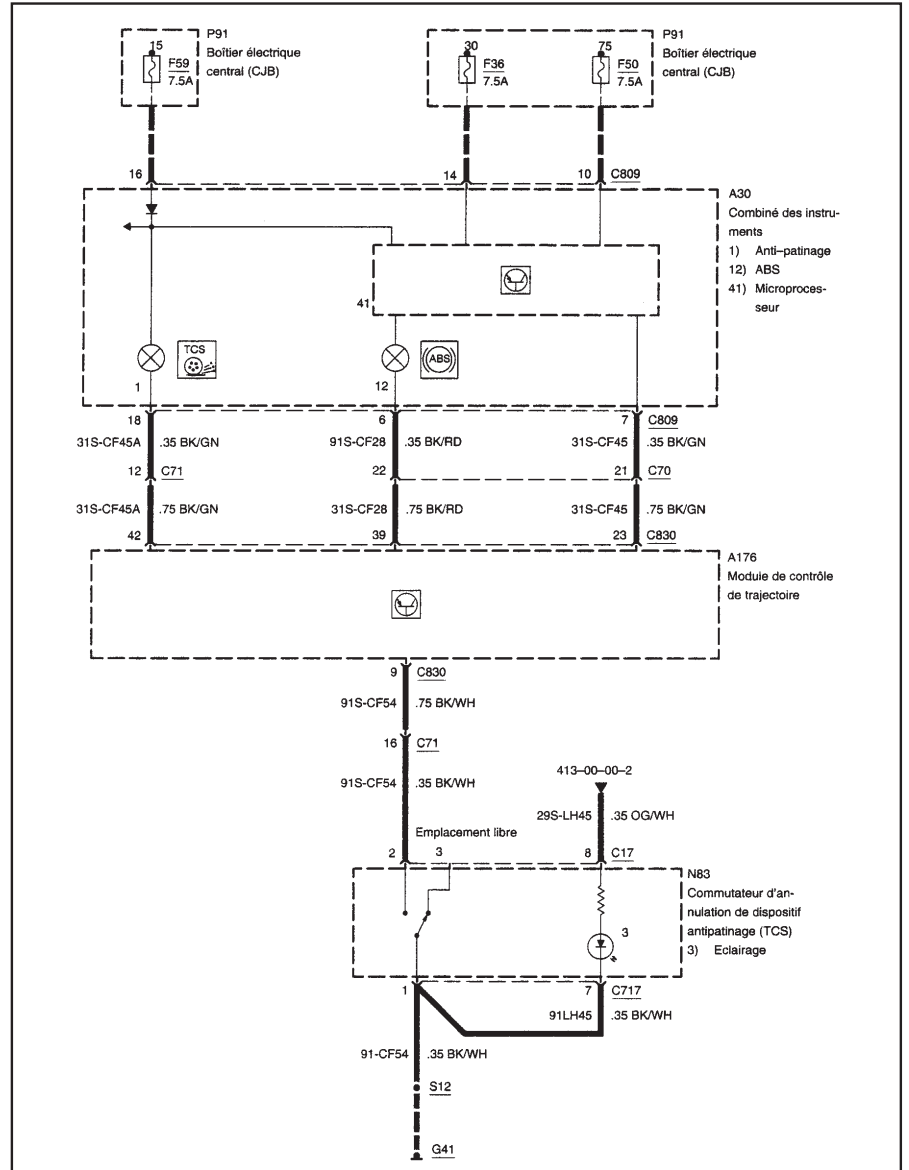 P91
Boîtier électrique
central (CJB)
15
F59
7.5A
P91
Boîtier électrique
central (CJB)
30
F36
7.5A
75
F50
7.5A
16
14
10 C809
A30
Combiné des instru-
ments
1) Anti–patinage
12) ABS
41) Microproces-
seur
41
TCS
ABS
1
12
18
6
7 C809
31S-CF45A .35 BK/GN
91S-CF28 .35 BK/RD
31S-CF45 .35 BK/GN
12 C71
22
21 C70
31S-CF45A .75 BK/GN
31S-CF28 .75 BK/RD
31S-CF45 .75 BK/GN
42
39
23 C830
A176
Moduie de contrôle
de trajectoire
9 C830
91S-CF54 .75 BK/WH
16 C71
413–00–00–2
91S-CF54 .35 BK/WH
29S-LH45 .35 OG/WH
Emplacement libre
2 3
8 C17
N83
Commutateur d'an-
nulation de dispositif
antipatinage (TCS)
3) Eclairage
3
1
7 C717
91LH45 .35 BK/WH
91-CF54 .35 BK/WH
S12
G41